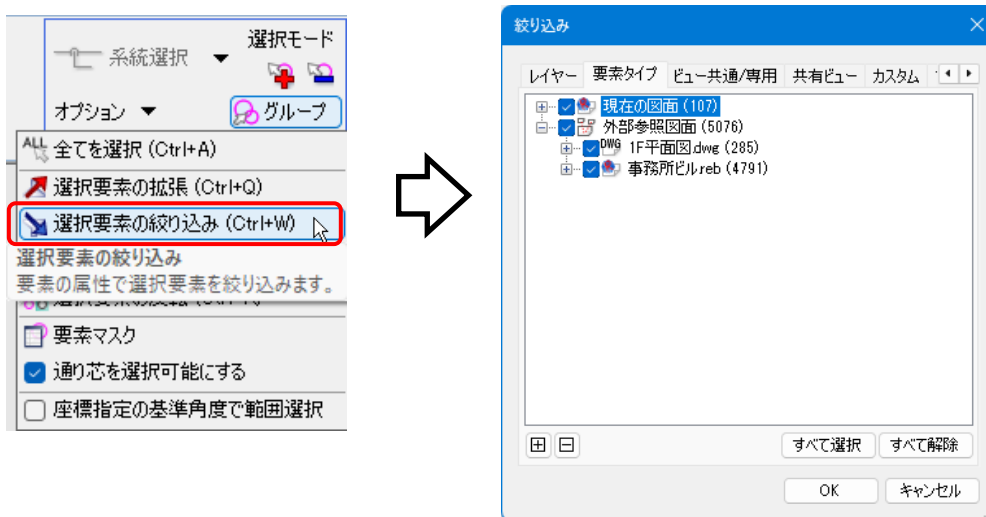 系統選択
選択モード
オプション
グループ
ALL 全てを選択 (Ctrl+A)
選択要素の拡張 (Ctrl+Q)
選択要素の絞り込み (Ctrl+W)
選択要素の絞り込み
要素の属性で選択要素を絞り込みます。
要素マスク
通り芯を選択可能にする
座標指定の基準角度で範囲選択
絞り込み
レイヤー 要素タイプ ビュー共通/専用 共有ビュー カスタム
現在の図面 (107)
外部参照図面 (5076)
DWG 1F平面図.dwg (285)
事務所ビル.reb (4791)
すべて選択 すべて解除
OK キャンセル